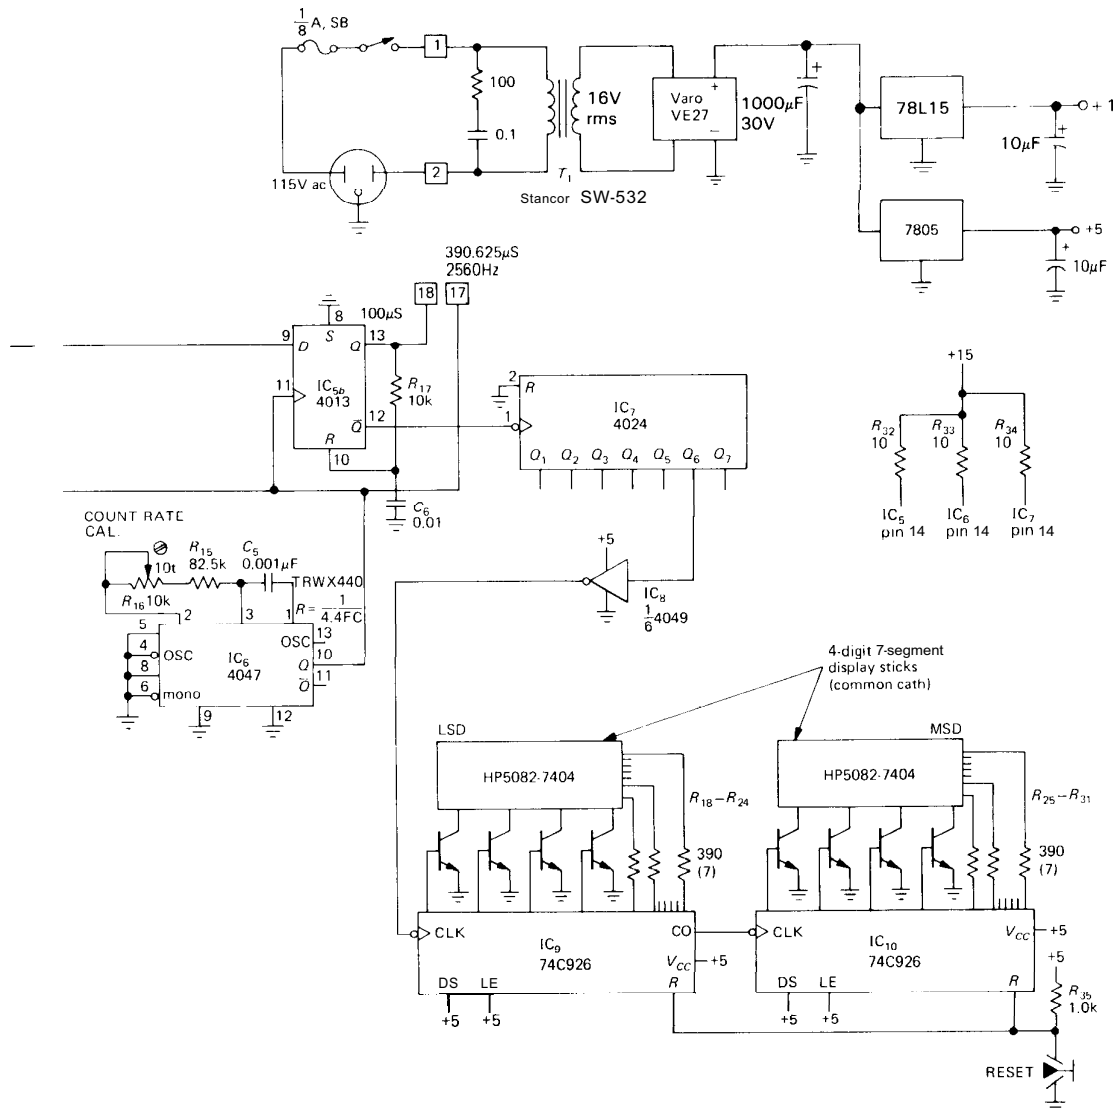 1/8 A, SB
1
100
0.1
2
115V ac
16V
rms
T1
Stancor SW-532
Varo
VE27
+
−
1000μF
30V
+
78L15
+ 1
+
10μF
7805
+5
+
10μF
390.625μS
2560Hz
18
17
100μS
8
9
D
S
Q
13
11
IC5b
4013
R17
10k
12
Q̅
R
10
C6
0.01
2
R
1
IC7
4024
Q1 Q2 Q3 Q4 Q5 Q6 Q7
+15
R32
10
R33
10
R34
10
IC5
pin 14
IC6
pin 14
IC7
pin 14
COUNT RATE
CAL.
10t
R16 10k
R15
82.5k
C5
0.001μF
TRWX440
R = 1/4.4FC
2
3
1
5
4
OSC
8
6
mono
IC6
4047
OSC
13
Q
10
Q̅
11
9
12
+5
IC8
1/6 4049
4-digit 7-segment
display sticks
(common cath)
LSD
HP5082-7404
R18–R24
390
(7)
MSD
HP5082-7404
R25–R31
390
(7)
CLK
IC9
74C926
CO
VCC
+5
DS
LE
R
+5
+5
CLK
IC10
74C926
VCC
+5
DS
LE
R
+5
+5
+5
R35
1.0k
RESET